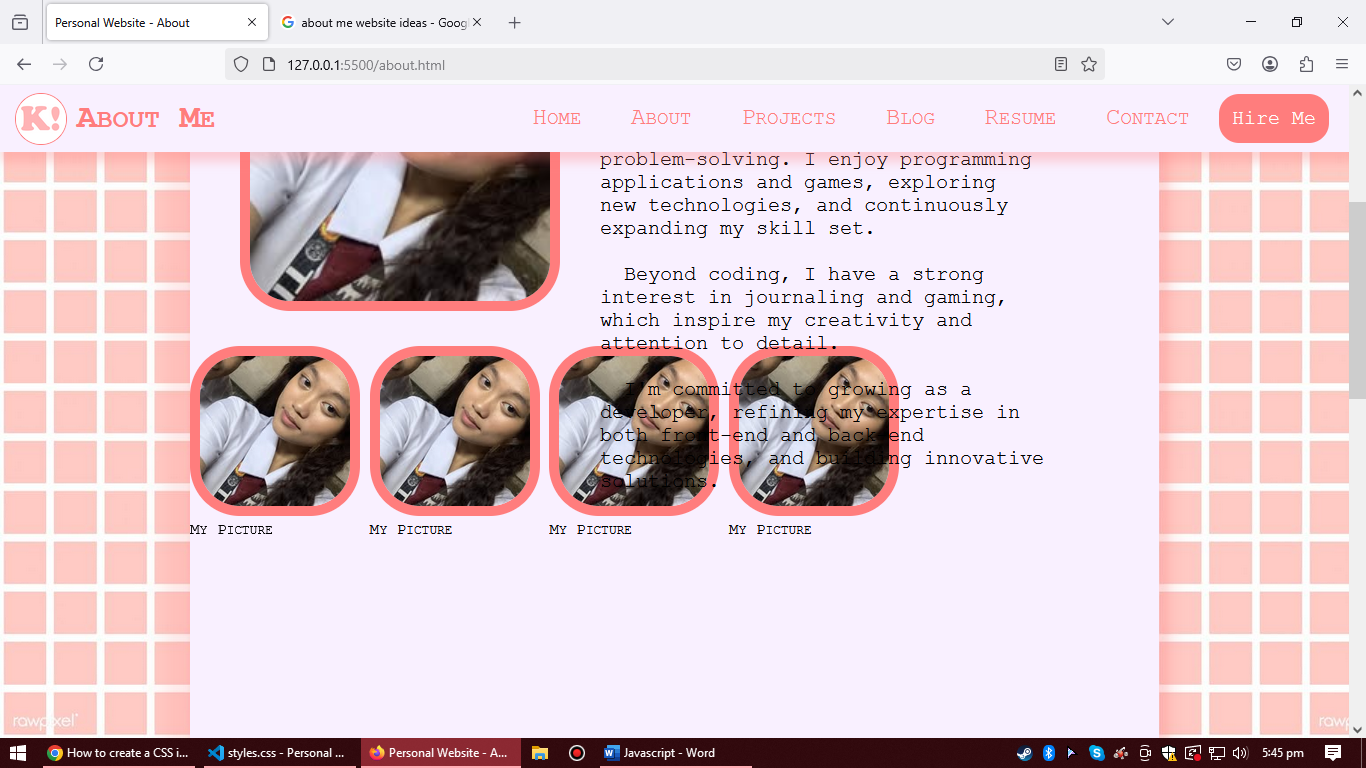 Personal Website - About
about me website ideas - Goog
127.0.0.1:5500/about.html
K! About Me
Home
About
Projects
Blog
Resume
Contact
Hire Me
problem-solving. I enjoy programming
applications and games, exploring
new technologies, and continuously
expanding my skill set.
Beyond coding, I have a strong
interest in journaling and gaming,
which inspire my creativity and
attention to detail.
I'm committed to growing as a
developer, refining my expertise in
both front-end and back-end
technologies, and building innovative
solutions.
My Picture
My Picture
My Picture
My Picture
rawpixel
rawp
How to create a CSS i...
styles.css - Personal ...
Personal Website - A...
Javascript - Word
5:45 pm